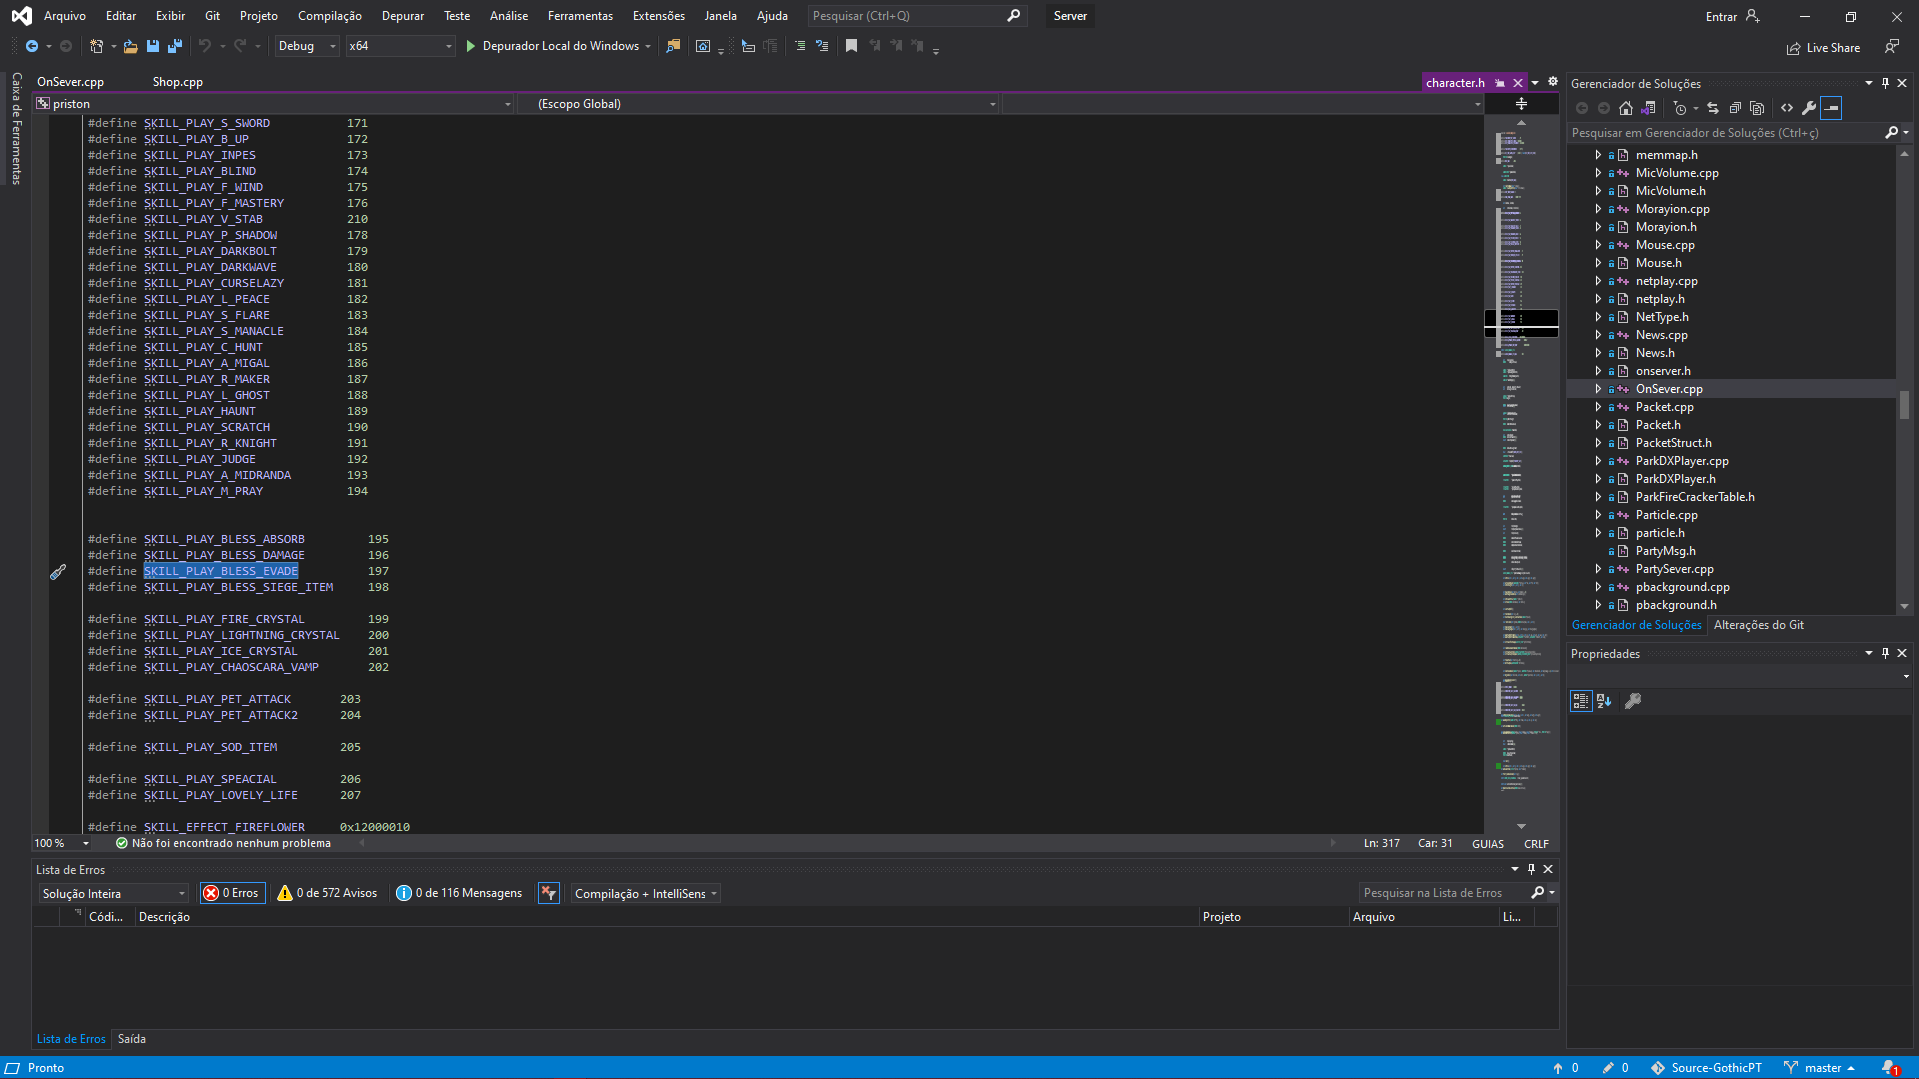 Arquivo Editar Exibir Git Projeto Compilação Depurar Teste Análise Ferramentas Extensões Janela Ajuda Pesquisar (Ctrl+Q) Server Entrar
Debug x64 Depurador Local do Windows Live Share
Caixa de Ferramentas
OnSever.cpp Shop.cpp character.h
priston (Escopo Global)
#define SKILL_PLAY_S_SWORD 171
#define SKILL_PLAY_B_UP 172
#define SKILL_PLAY_INPES 173
#define SKILL_PLAY_BLIND 174
#define SKILL_PLAY_F_WIND 175
#define SKILL_PLAY_F_MASTERY 176
#define SKILL_PLAY_V_STAB 210
#define SKILL_PLAY_P_SHADOW 178
#define SKILL_PLAY_DARKBOLT 179
#define SKILL_PLAY_DARKWAVE 180
#define SKILL_PLAY_CURSELAZY 181
#define SKILL_PLAY_L_PEACE 182
#define SKILL_PLAY_S_FLARE 183
#define SKILL_PLAY_S_MANACLE 184
#define SKILL_PLAY_C_HUNT 185
#define SKILL_PLAY_A_MIGAL 186
#define SKILL_PLAY_R_MAKER 187
#define SKILL_PLAY_L_GHOST 188
#define SKILL_PLAY_HAUNT 189
#define SKILL_PLAY_SCRATCH 190
#define SKILL_PLAY_R_KNIGHT 191
#define SKILL_PLAY_JUDGE 192
#define SKILL_PLAY_A_MIDRANDA 193
#define SKILL_PLAY_M_PRAY 194
#define SKILL_PLAY_BLESS_ABSORB 195
#define SKILL_PLAY_BLESS_DAMAGE 196
#define SKILL_PLAY_BLESS_EVADE 197
#define SKILL_PLAY_BLESS_SIEGE_ITEM 198
#define SKILL_PLAY_FIRE_CRYSTAL 199
#define SKILL_PLAY_LIGHTNING_CRYSTAL 200
#define SKILL_PLAY_ICE_CRYSTAL 201
#define SKILL_PLAY_CHAOSCARA_VAMP 202
#define SKILL_PLAY_PET_ATTACK 203
#define SKILL_PLAY_PET_ATTACK2 204
#define SKILL_PLAY_SOD_ITEM 205
#define SKILL_PLAY_SPEACIAL 206
#define SKILL_PLAY_LOVELY_LIFE 207
#define SKILL_EFFECT_FIREFLOWER 0x12000010
100 % Não foi encontrado nenhum problema Ln: 317 Car: 31 GUIAS CRLF
Lista de Erros
Solução Inteira 0 Erros 0 de 572 Avisos 0 de 116 Mensagens Compilação + IntelliSens Pesquisar na Lista de Erros
Códi... Descrição Projeto Arquivo Li...
Lista de Erros Saída
Gerenciador de Soluções
Pesquisar em Gerenciador de Soluções (Ctrl+ç)
memmap.h
MicVolume.cpp
MicVolume.h
Morayion.cpp
Morayion.h
Mouse.cpp
Mouse.h
netplay.cpp
netplay.h
NetType.h
News.cpp
News.h
onserver.h
OnSever.cpp
Packet.cpp
Packet.h
PacketStruct.h
ParkDXPlayer.cpp
ParkDXPlayer.h
ParkFireCrackerTable.h
Particle.cpp
particle.h
PartyMsg.h
PartySever.cpp
pbackground.cpp
pbackground.h
Gerenciador de Soluções Alterações do Git
Propriedades
Pronto 0 0 Source-GothicPT master 1